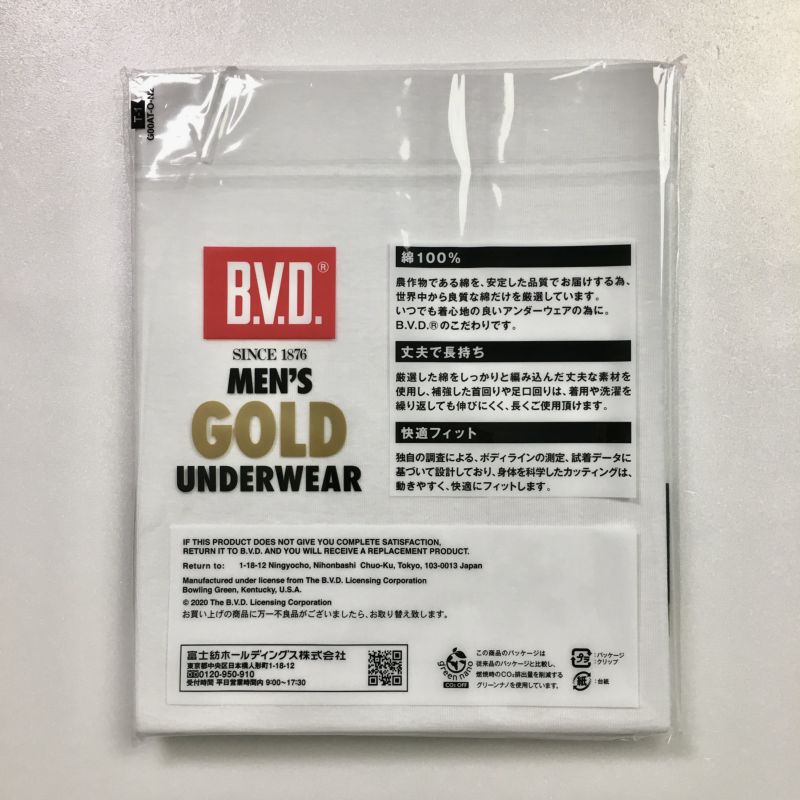 T-1
G00AT-O-N2
B.V.D.®
SINCE 1876
MEN'S
GOLD
UNDERWEAR
綿100%
農作物である綿を、安定した品質でお届けする為、
世界中から良質な綿だけを厳選しています。
いつでも着心地の良いアンダーウェアの為に。
B.V.D.®のこだわりです。
丈夫で長持ち
厳選した綿をしっかりと編み込んだ丈夫な素材を
使用し、補強した首回りや足口回りは、着用や洗濯を
繰り返しても伸びにくく、長くご使用頂けます。
快適フィット
独自の調査による、ボディラインの測定、試着データに
基づいて設計しており、身体を科学したカッティングは、
動きやすく、快適にフィットします。
IF THIS PRODUCT DOES NOT GIVE YOU COMPLETE SATISFACTION,
RETURN IT TO B.V.D. AND YOU WILL RECEIVE A REPLACEMENT PRODUCT.
Return to: 1-18-12 Ningyocho, Nihonbashi Chuo-Ku, Tokyo, 103-0013 Japan
Manufactured under license from The B.V.D. Licensing Corporation
Bowling Green, Kentucky, U.S.A.
© 2020 The B.V.D. Licensing Corporation
お買い上げの商品に万一不良品がございましたら、お取り替え致します。
富士紡ホールディングス株式会社
東京都中央区日本橋人形町1-18-12
0120-950-910
受付時間 平日営業時間内 9:00〜17:30
green nano
CO₂ OFF
この商品のパッケージは
従来品のパッケージと比較し、
燃焼時のCO₂排出量を削減する
グリーンナノを使用しています。
プラ
:パッケージ
・クリップ
紙
:台紙